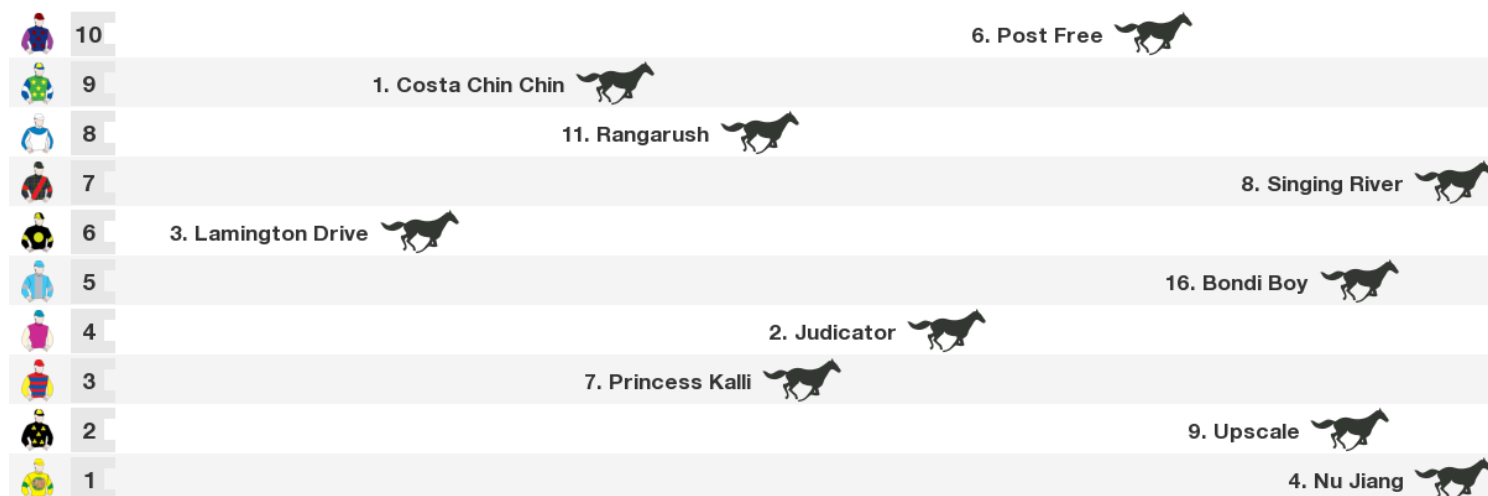 10 6. Post Free
9 1. Costa Chin Chin
8 11. Rangarush
7 8. Singing River
6 3. Lamington Drive
5 16. Bondi Boy
4 2. Judicator
3 7. Princess Kalli
2 9. Upscale
1 4. Nu Jiang